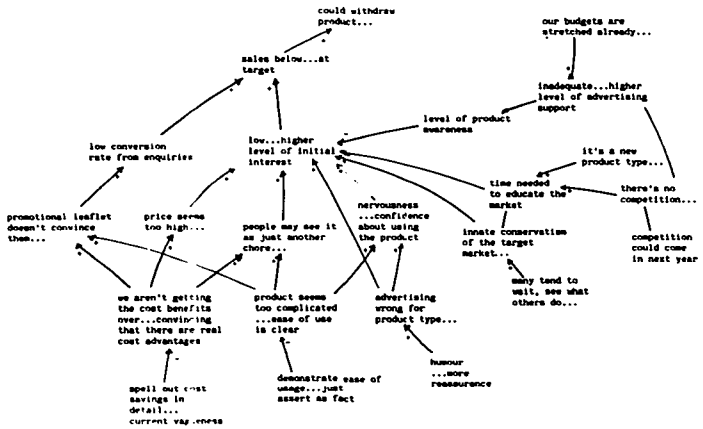 could withdraw
product...
our budgets are
stretched already...
sales below...at
target
inadequate...higher
level of advertising
support
level of product
awareness
low conversion
rate from enquiries
low...higher
level of initial
interest
it's a new
product type...
time needed
to educate the
market
there's no
competition...
promotional leaflet
doesn't convince
them...
price seems
too high...
people may see it
as just another
chore...
nervousness
...confidence
about using
the product
innate conservatism
of the target
market...
competition
could come
in next year
many tend to
wait, see what
others do...
we aren't getting
the cost benefits
over...convincing
that there are real
cost advantages
product seems
too complicated
...ease of use
is clear
advertising
wrong for
product type...
humour
...more
reassurence
demonstrate ease of
usage...just
assert as fact
spell out cost
savings in
detail...
current vagueness